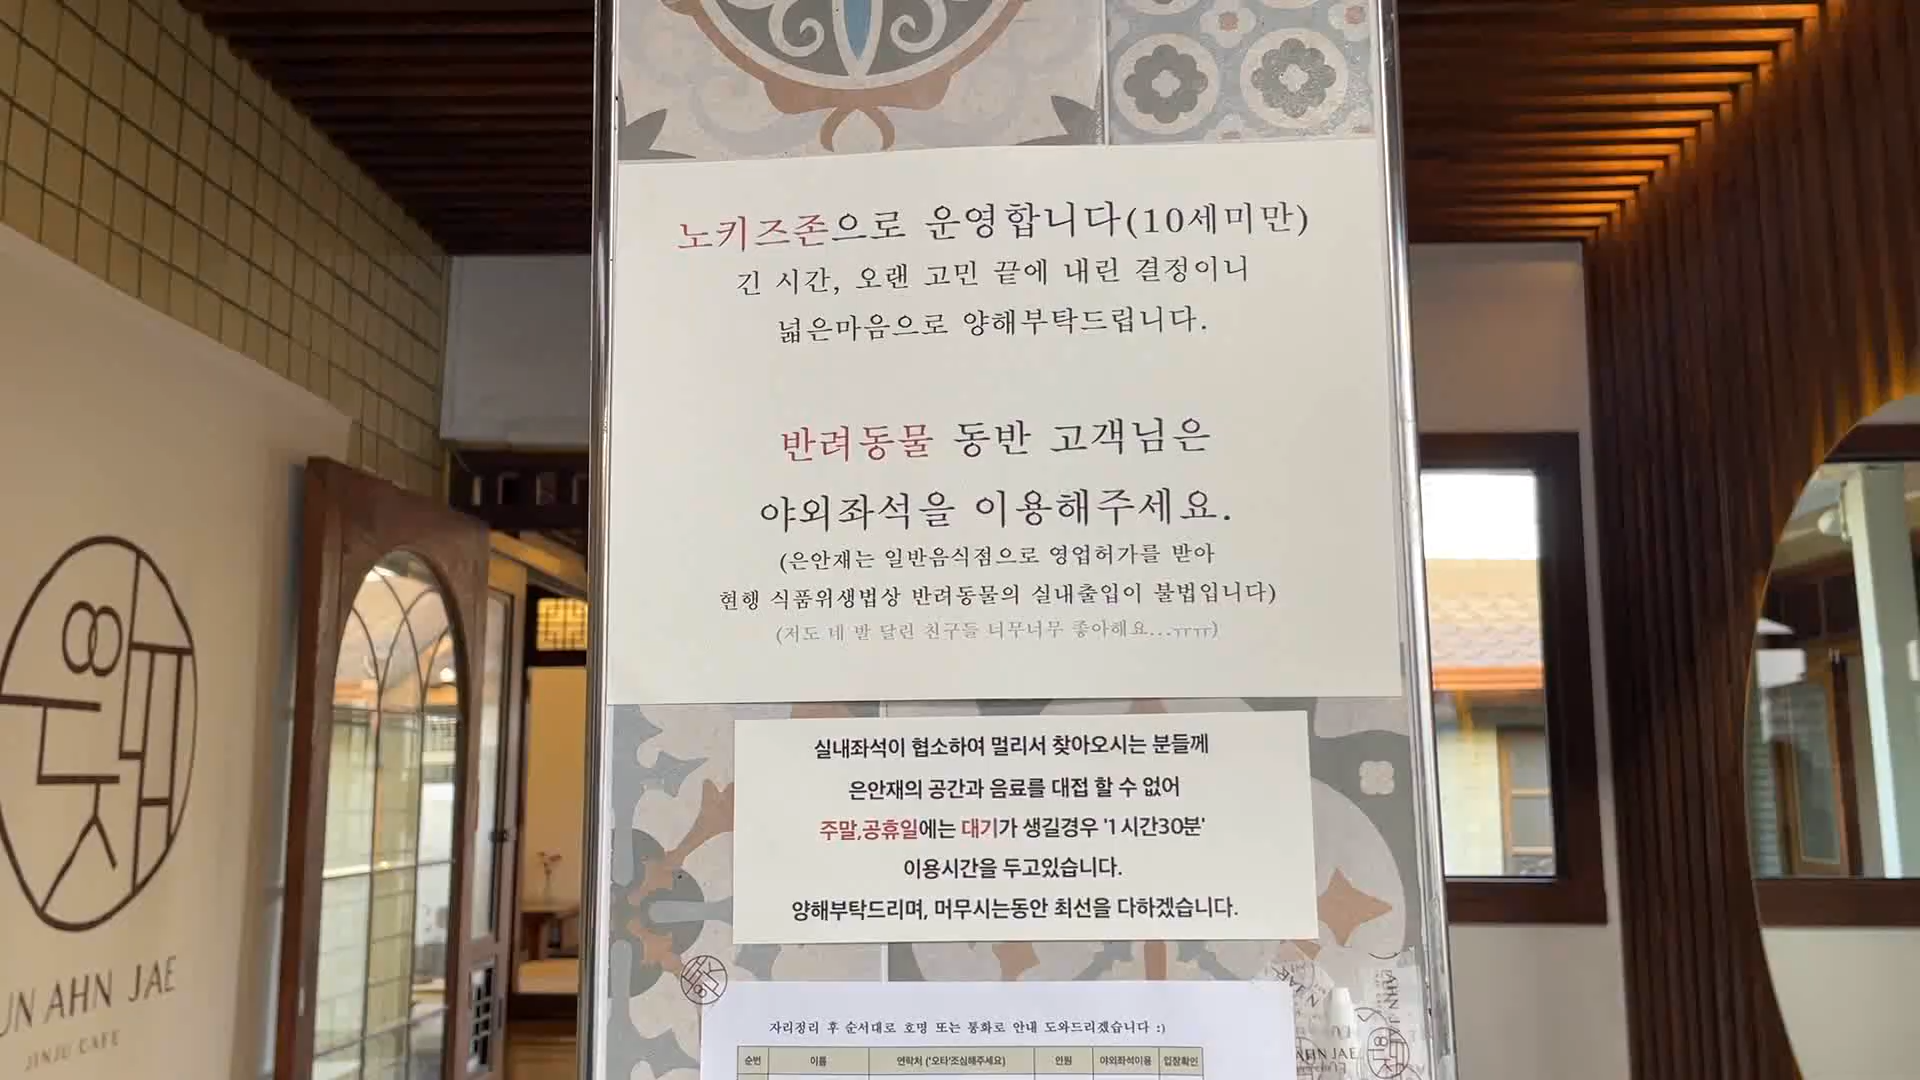 노키즈존으로 운영합니다(10세미만)
긴 시간, 오랜 고민 끝에 내린 결정이니
넓은마음으로 양해부탁드립니다.
반려동물 동반 고객님은
야외좌석을 이용해주세요.
(은안재는 일반음식점으로 영업허가를 받아
현행 식품위생법상 반려동물의 실내출입이 불법입니다)
(저도 네 발 달린 친구들 너무너무 좋아해요...ㅠㅠ)
실내좌석이 협소하여 멀리서 찾아오시는 분들께
은안재의 공간과 음료를 대접 할 수 없어
주말,공휴일에는 대기가 생길경우 '1시간30분'
이용시간을 두고있습니다.
양해부탁드리며, 머무시는동안 최선을 다하겠습니다.
자리정리 후 순서대로 호명 또는 통화로 안내 도와드리겠습니다 :)
순번 이름 연락처 ('오타'조심해주세요) 인원 야외좌석이용 입장확인
UN AHN JAE
JINJU CAFE